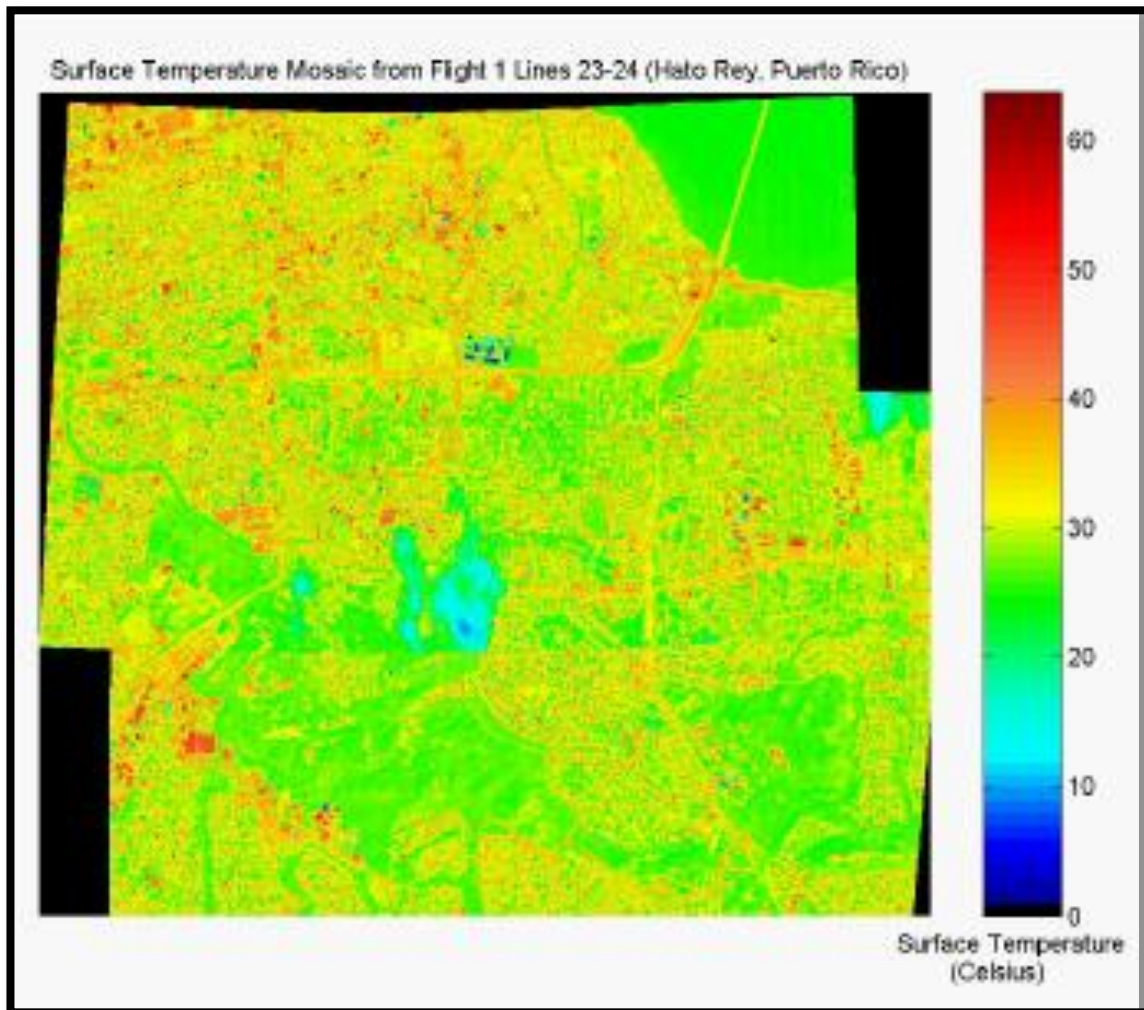 Surface Temperature Mosaic from Flight 1 Lines 23-24 (Hato Rey, Puerto Rico)
60
50
40
30
20
10
0
Surface Temperature
(Celsius)